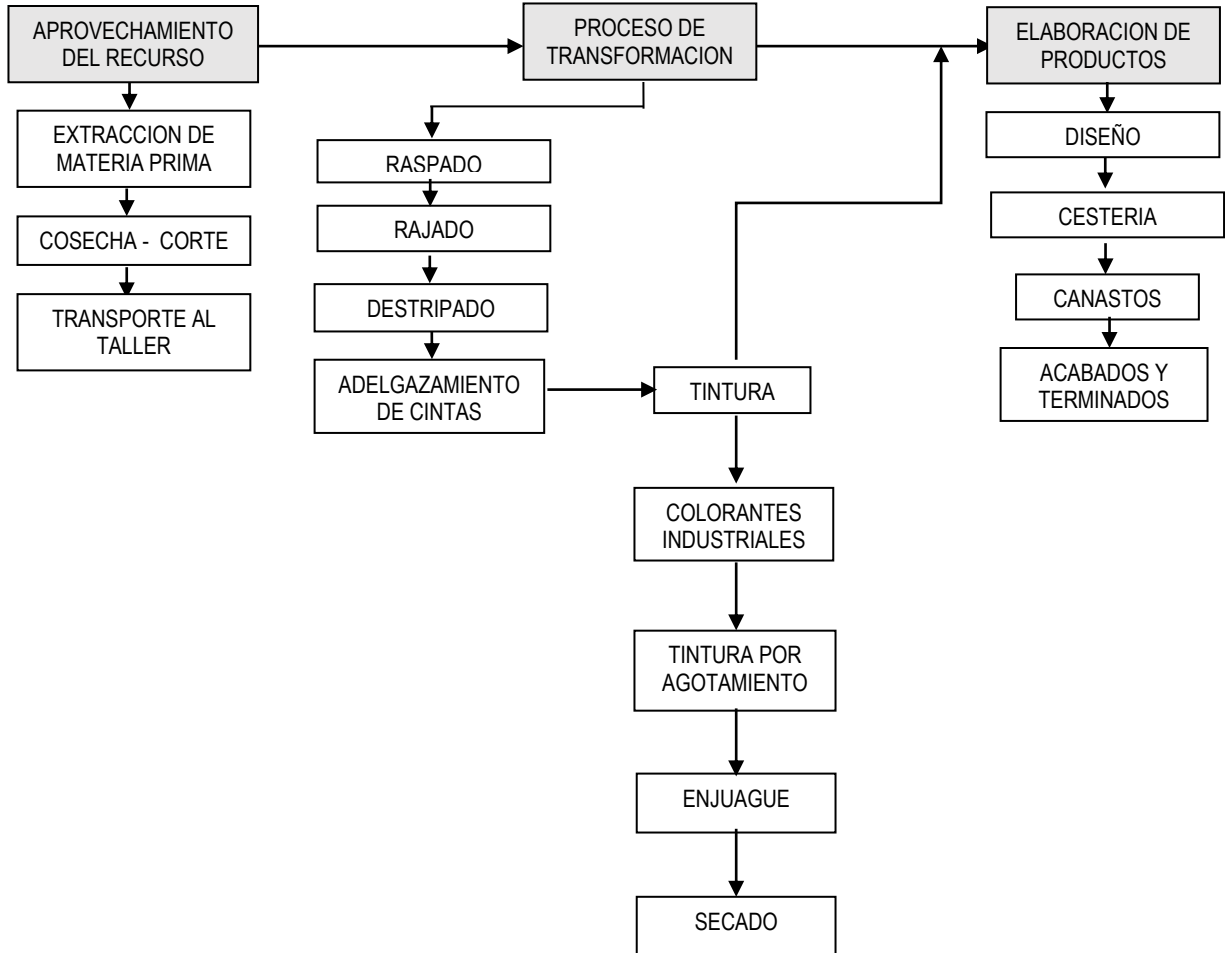 APROVECHAMIENTO
DEL RECURSO
EXTRACCION DE
MATERIA PRIMA
COSECHA - CORTE
TRANSPORTE AL
TALLER
PROCESO DE
TRANSFORMACION
RASPADO
RAJADO
DESTRIPADO
ADELGAZAMIENTO
DE CINTAS
TINTURA
COLORANTES
INDUSTRIALES
TINTURA POR
AGOTAMIENTO
ENJUAGUE
SECADO
ELABORACION DE
PRODUCTOS
DISEÑO
CESTERIA
CANASTOS
ACABADOS Y
TERMINADOS